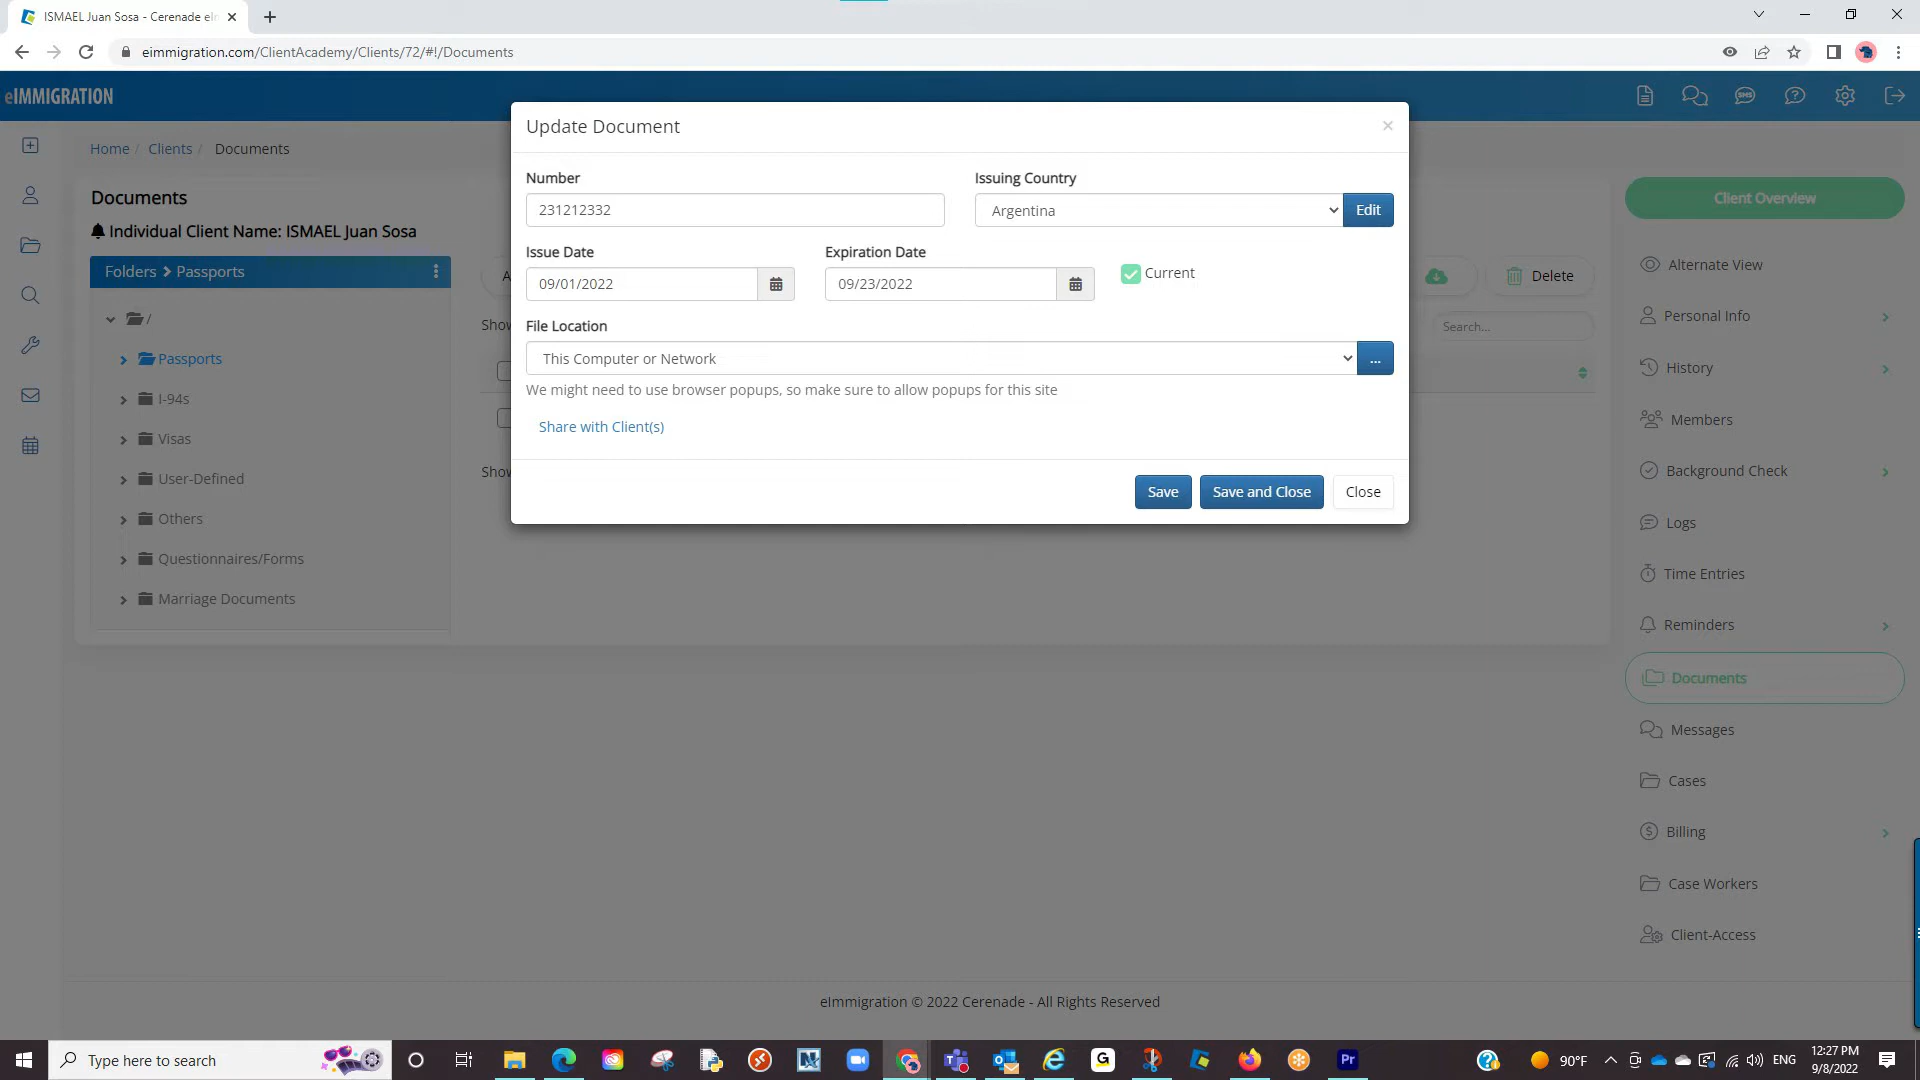 ISMAEL Juan Sosa - Cerenade eIm
eimmigration.com/ClientAcademy/Clients/72/#!/Documents
eIMMIGRATION
SMS
Home / Clients / Documents
Documents
Individual Client Name: ISMAEL Juan Sosa
Folders > Passports
/
Passports
I-94s
Visas
User-Defined
Others
Questionnaires/Forms
Marriage Documents
Update Document
×
Number
Issuing Country
231212332
Argentina
Edit
Issue Date
Expiration Date
09/01/2022
09/23/2022
Current
File Location
This Computer or Network
...
We might need to use browser popups, so make sure to allow popups for this site
Share with Client(s)
Save
Save and Close
Close
Delete
Search...
Client Overview
Alternate View
Personal Info
History
Members
Background Check
Logs
Time Entries
Reminders
Documents
Messages
Cases
Billing
Case Workers
Client-Access
eImmigration © 2022 Cerenade - All Rights Reserved
Type here to search
G
Pr
90°F
ENG
12:27 PM
9/8/2022